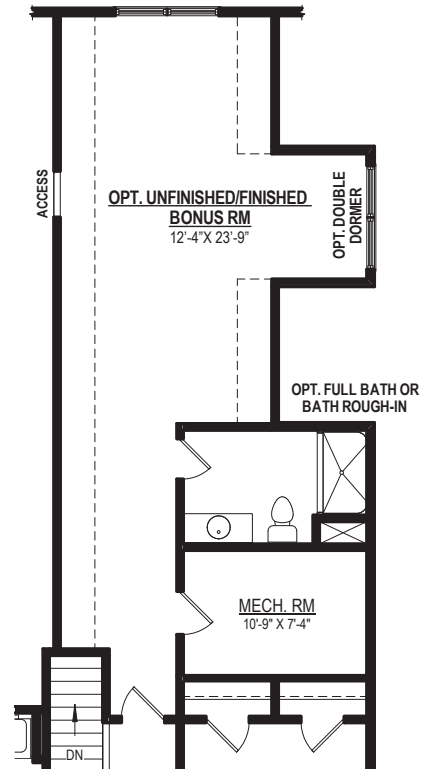 ACCESS
OPT. UNFINISHED/FINISHED
BONUS RM
12'-4"X 23'-9"
OPT. DOUBLE
DORMER
OPT. FULL BATH OR
BATH ROUGH-IN
MECH. RM
10'-9" X 7'-4"
DN